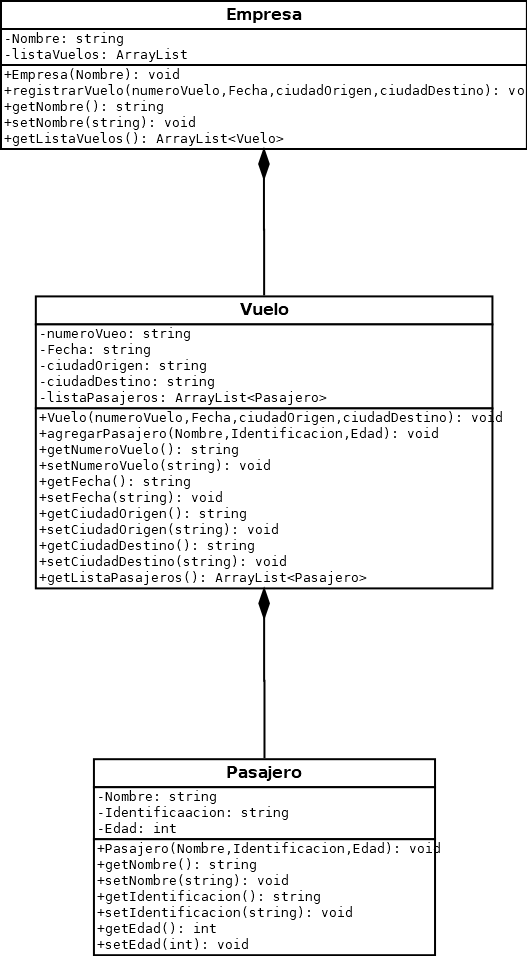 Empresa
-Nombre: string
-listaVuelos: ArrayList
+Empresa(Nombre): void
+registrarVuelo(numeroVuelo,Fecha,ciudadOrigen,ciudadDestino): vo
+getNombre(): string
+setNombre(string): void
+getListaVuelos(): ArrayList<Vuelo>
Vuelo
-numeroVueo: string
-Fecha: string
-ciudadOrigen: string
-ciudadDestino: string
-listaPasajeros: ArrayList<Pasajero>
+Vuelo(numeroVuelo,Fecha,ciudadOrigen,ciudadDestino): void
+agregarPasajero(Nombre,Identificacion,Edad): void
+getNumeroVuelo(): string
+setNumeroVuelo(string): void
+getFecha(): string
+setFecha(string): void
+getCiudadOrigen(): string
+setCiudadOrigen(string): void
+getCiudadDestino(): string
+setCiudadDestino(string): void
+getListaPasajeros(): ArrayList<Pasajero>
Pasajero
-Nombre: string
-Identificaacion: string
-Edad: int
+Pasajero(Nombre,Identificacion,Edad): void
+getNombre(): string
+setNombre(string): void
+getIdentificacion(): string
+setIdentificacion(string): void
+getEdad(): int
+setEdad(int): void